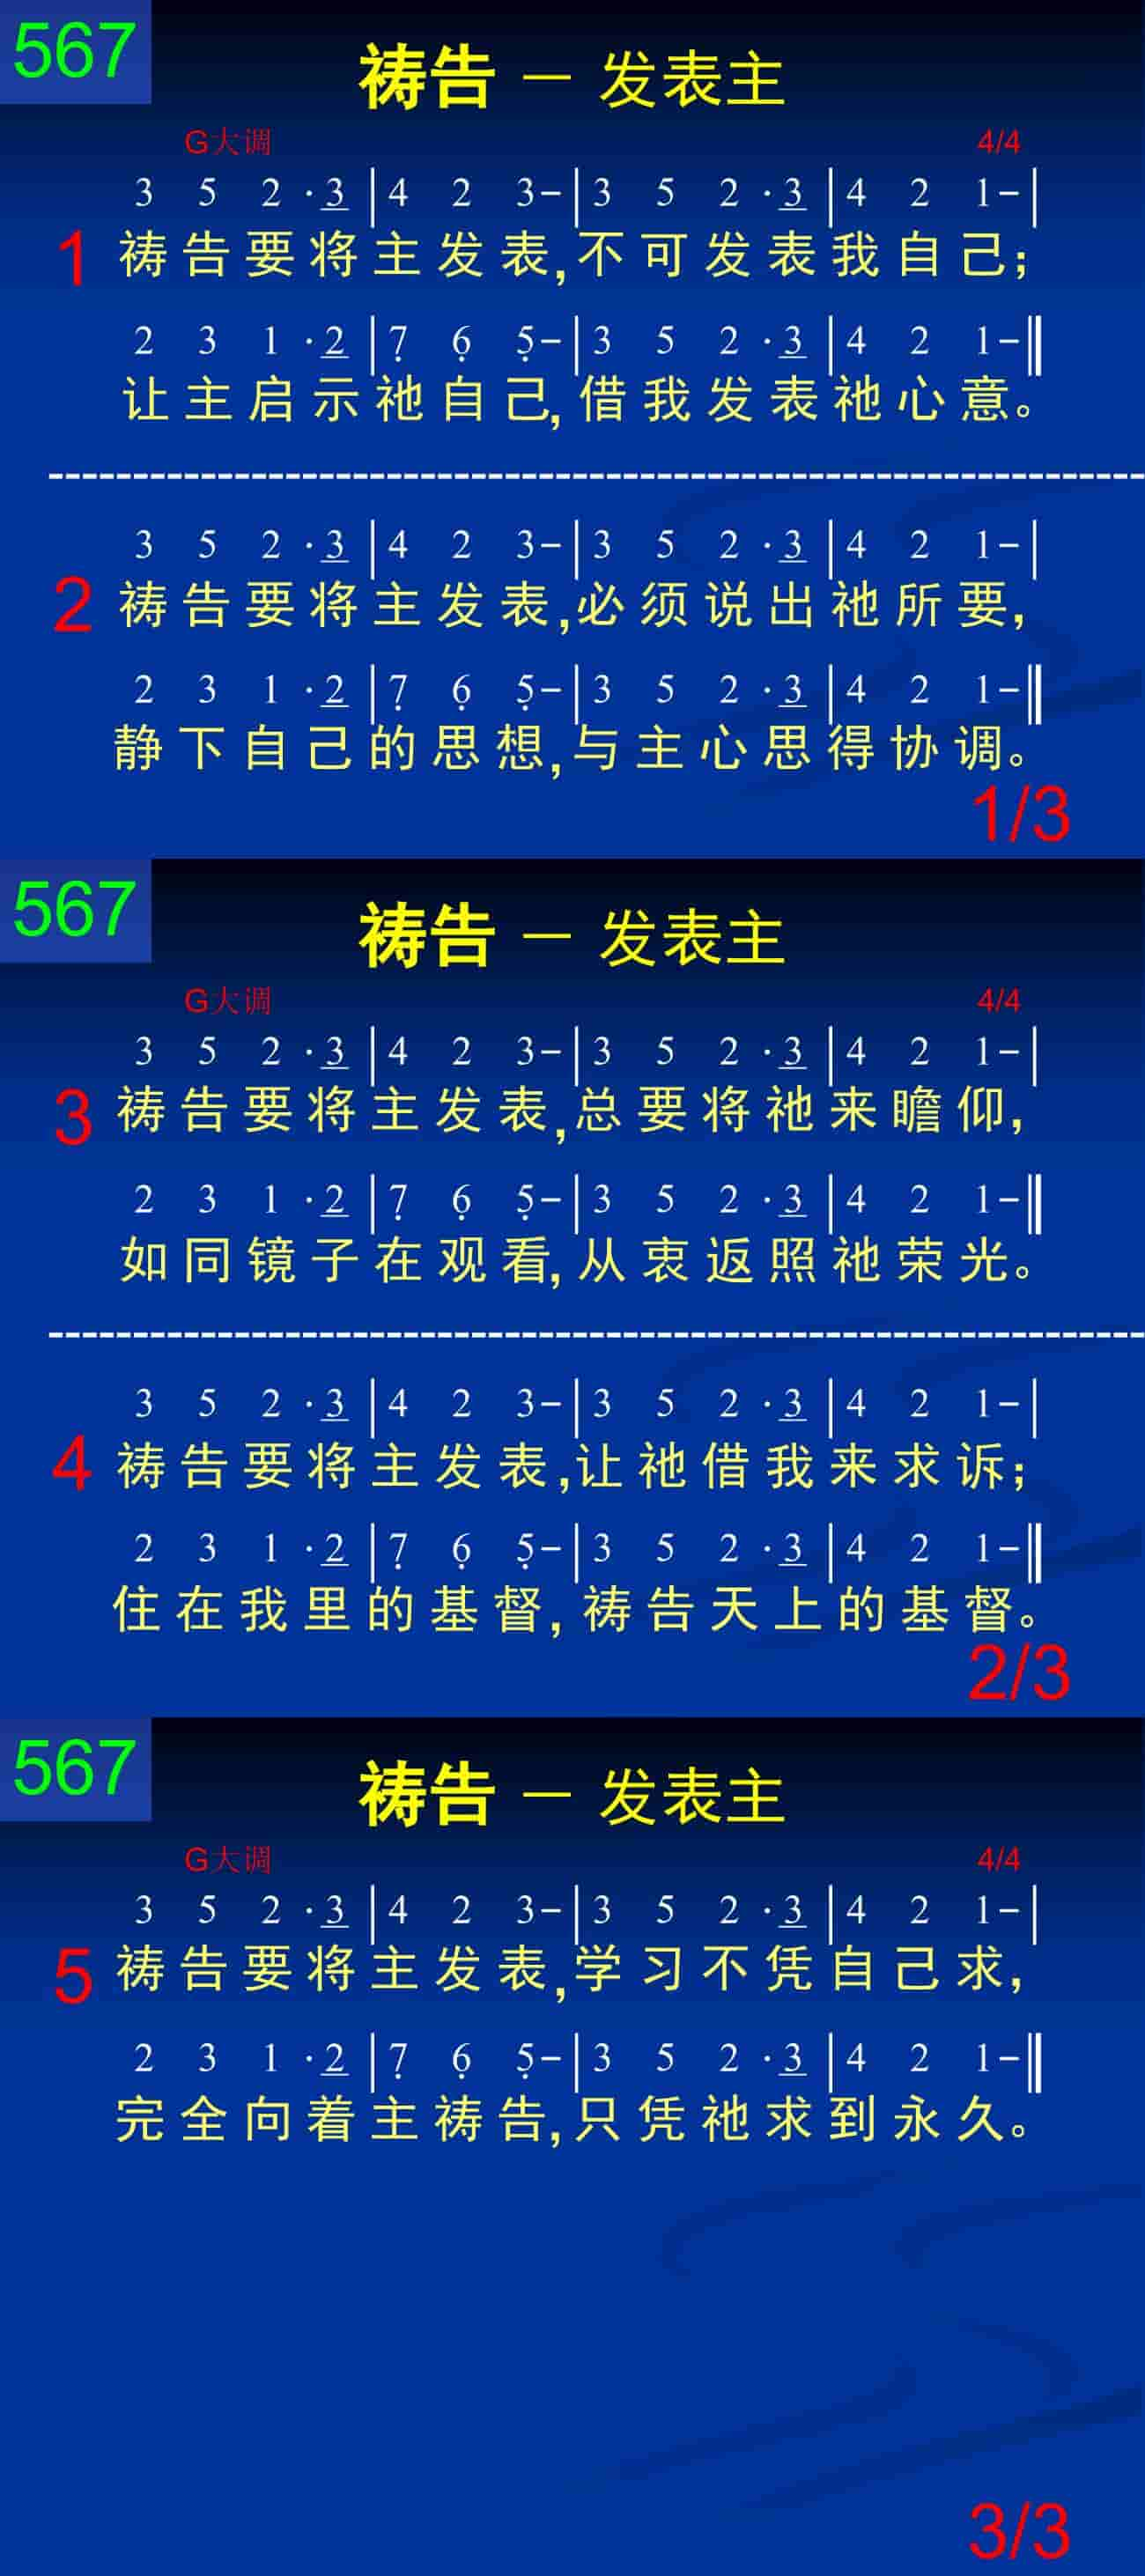 567
祷告 — 发表主
G大调 4/4
3 5 2 · 3 | 4 2 3– | 3 5 2 · 3 | 4 2 1– |
1 祷告要将主发表,不可发表我自己;
2 3 1 · 2 | 7̣ 6̣ 5̣– | 3 5 2 · 3 | 4 2 1– ‖
让主启示祂自己,借我发表祂心意。
3 5 2 · 3 | 4 2 3– | 3 5 2 · 3 | 4 2 1– |
2 祷告要将主发表,必须说出祂所要,
2 3 1 · 2 | 7̣ 6̣ 5̣– | 3 5 2 · 3 | 4 2 1– ‖
静下自己的思想,与主心思得协调。
1/3
567
祷告 — 发表主
G大调 4/4
3 5 2 · 3 | 4 2 3– | 3 5 2 · 3 | 4 2 1– |
3 祷告要将主发表,总要将祂来瞻仰,
2 3 1 · 2 | 7̣ 6̣ 5̣– | 3 5 2 · 3 | 4 2 1– ‖
如同镜子在观看,从衷返照祂荣光。
3 5 2 · 3 | 4 2 3– | 3 5 2 · 3 | 4 2 1– |
4 祷告要将主发表,让祂借我来求诉;
2 3 1 · 2 | 7̣ 6̣ 5̣– | 3 5 2 · 3 | 4 2 1– ‖
住在我里的基督,祷告天上的基督。
2/3
567
祷告 — 发表主
G大调 4/4
3 5 2 · 3 | 4 2 3– | 3 5 2 · 3 | 4 2 1– |
5 祷告要将主发表,学习不凭自己求,
2 3 1 · 2 | 7̣ 6̣ 5̣– | 3 5 2 · 3 | 4 2 1– ‖
完全向着主祷告,只凭祂求到永久。
3/3